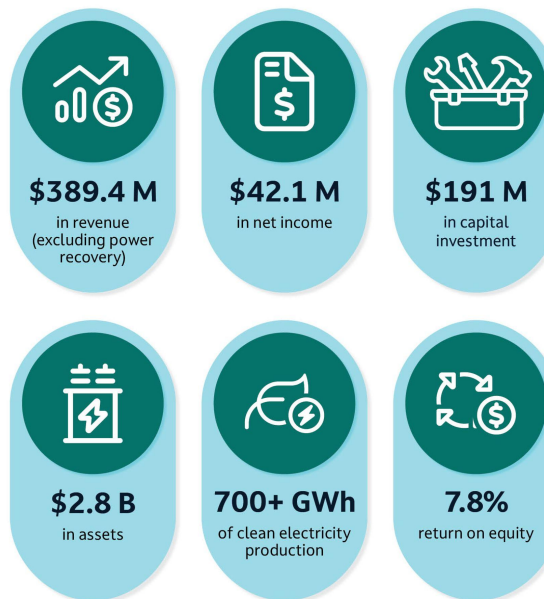 $389.4 M
in revenue
(excluding power
recovery)
$42.1 M
in net income
$191 M
in capital
investment
$2.8 B
in assets
700+ GWh
of clean electricity
production
7.8%
return on equity